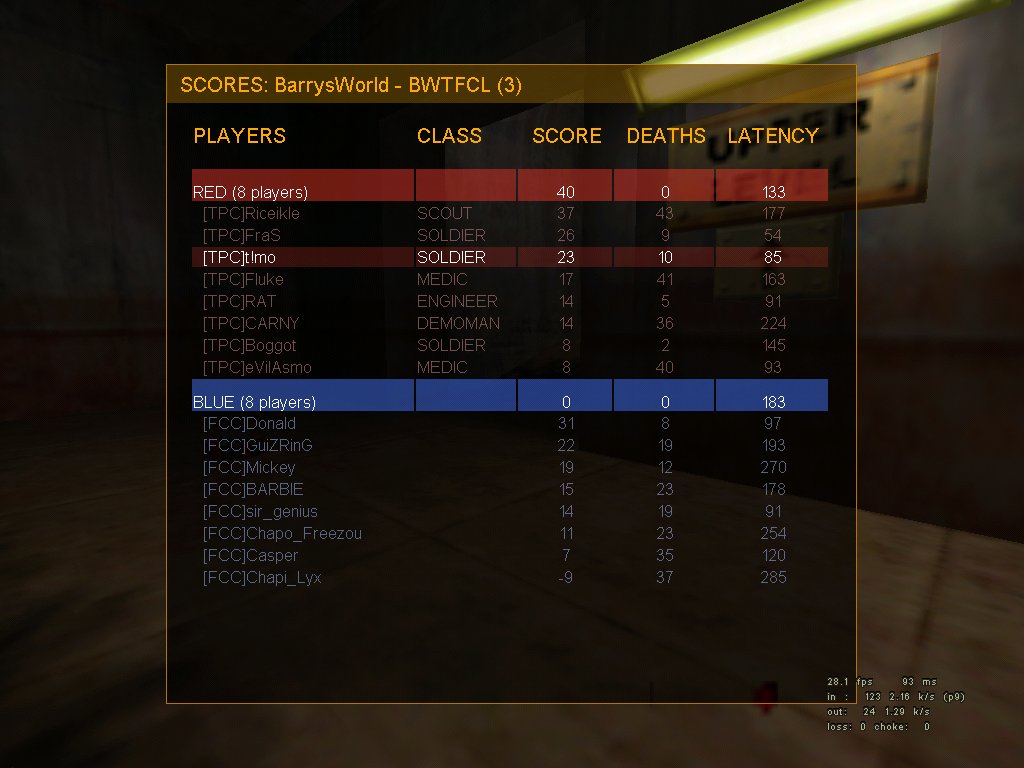 SCORES: BarrysWorld - BWTFCL (3)
UPPER
LEVEL
PLAYERS CLASS SCORE DEATHS LATENCY
RED (8 players) 40 0 133
[TPC]Riceikle SCOUT 37 43 177
[TPC]FraS SOLDIER 26 9 54
[TPC]t!mo SOLDIER 23 10 85
[TPC]Fluke MEDIC 17 41 163
[TPC]RAT ENGINEER 14 5 91
[TPC]CARNY DEMOMAN 14 36 224
[TPC]Boggot SOLDIER 8 2 145
[TPC]eVilAsmo MEDIC 8 40 93
BLUE (8 players) 0 0 183
[FCC]Donald 31 8 97
[FCC]GuiZRinG 22 19 193
[FCC]Mickey 19 12 270
[FCC]BARBIE 15 23 178
[FCC]sir_genius 14 19 91
[FCC]Chapo_Freezou 11 23 254
[FCC]Casper 7 35 120
[FCC]Chapi_Lyx -9 37 285
28.1 fps 93 ms
in : 123 2.16 k/s (p9)
out: 24 1.29 k/s
loss: 0 choke: 0